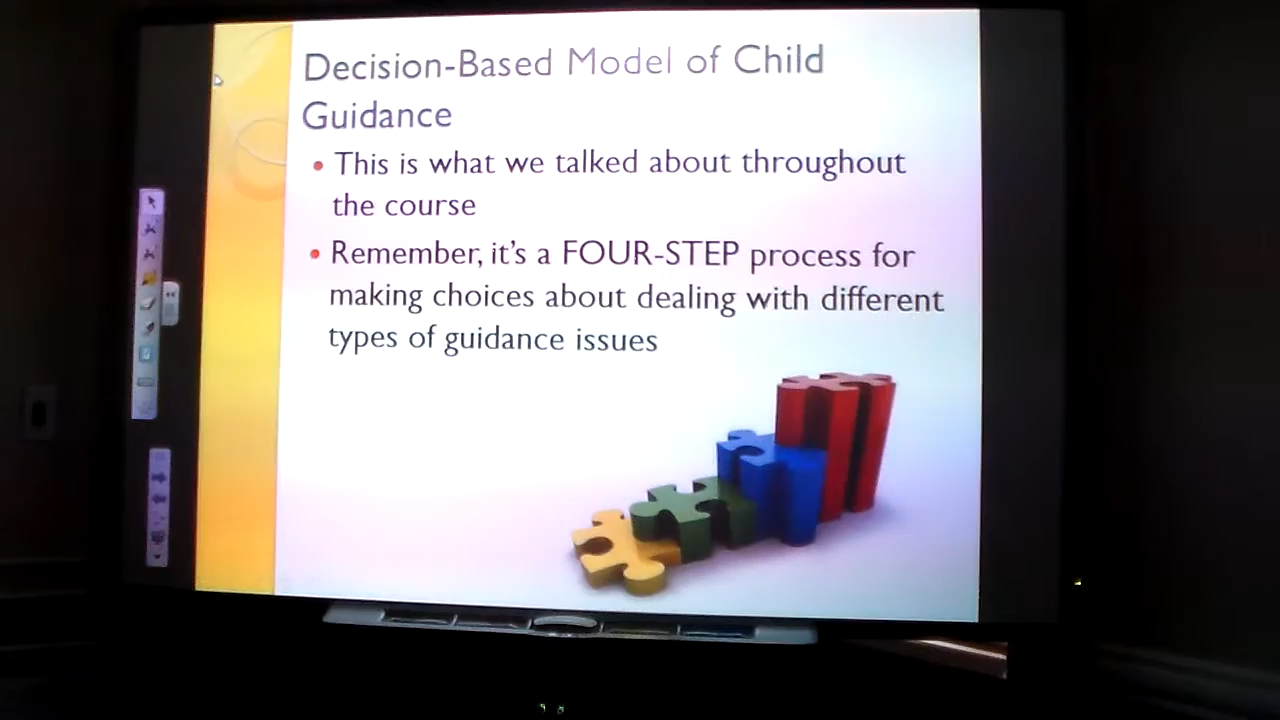 Decision-Based Model of Child
Guidance
• This is what we talked about throughout
the course
• Remember, it's a FOUR-STEP process for
making choices about dealing with different
types of guidance issues